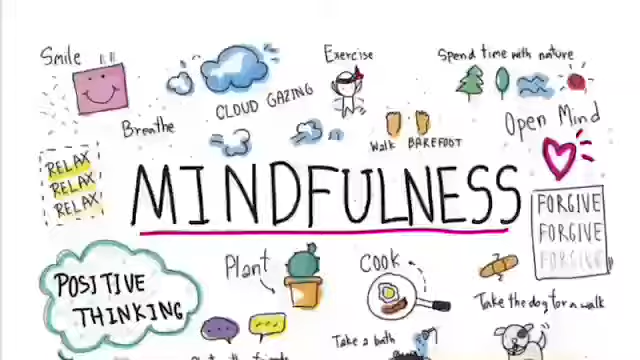 Smile
Exercise
Spend time with nature
CLOUD GAZING
Breathe
Walk BAREFOOT
Open Mind
RELAX
RELAX
RELAX
MINDFULNESS
FORGIVE
FORGIVE
FORGIVE
POSITIVE
THINKING
Plant
Cook
Take the dog for a walk
Take a bath